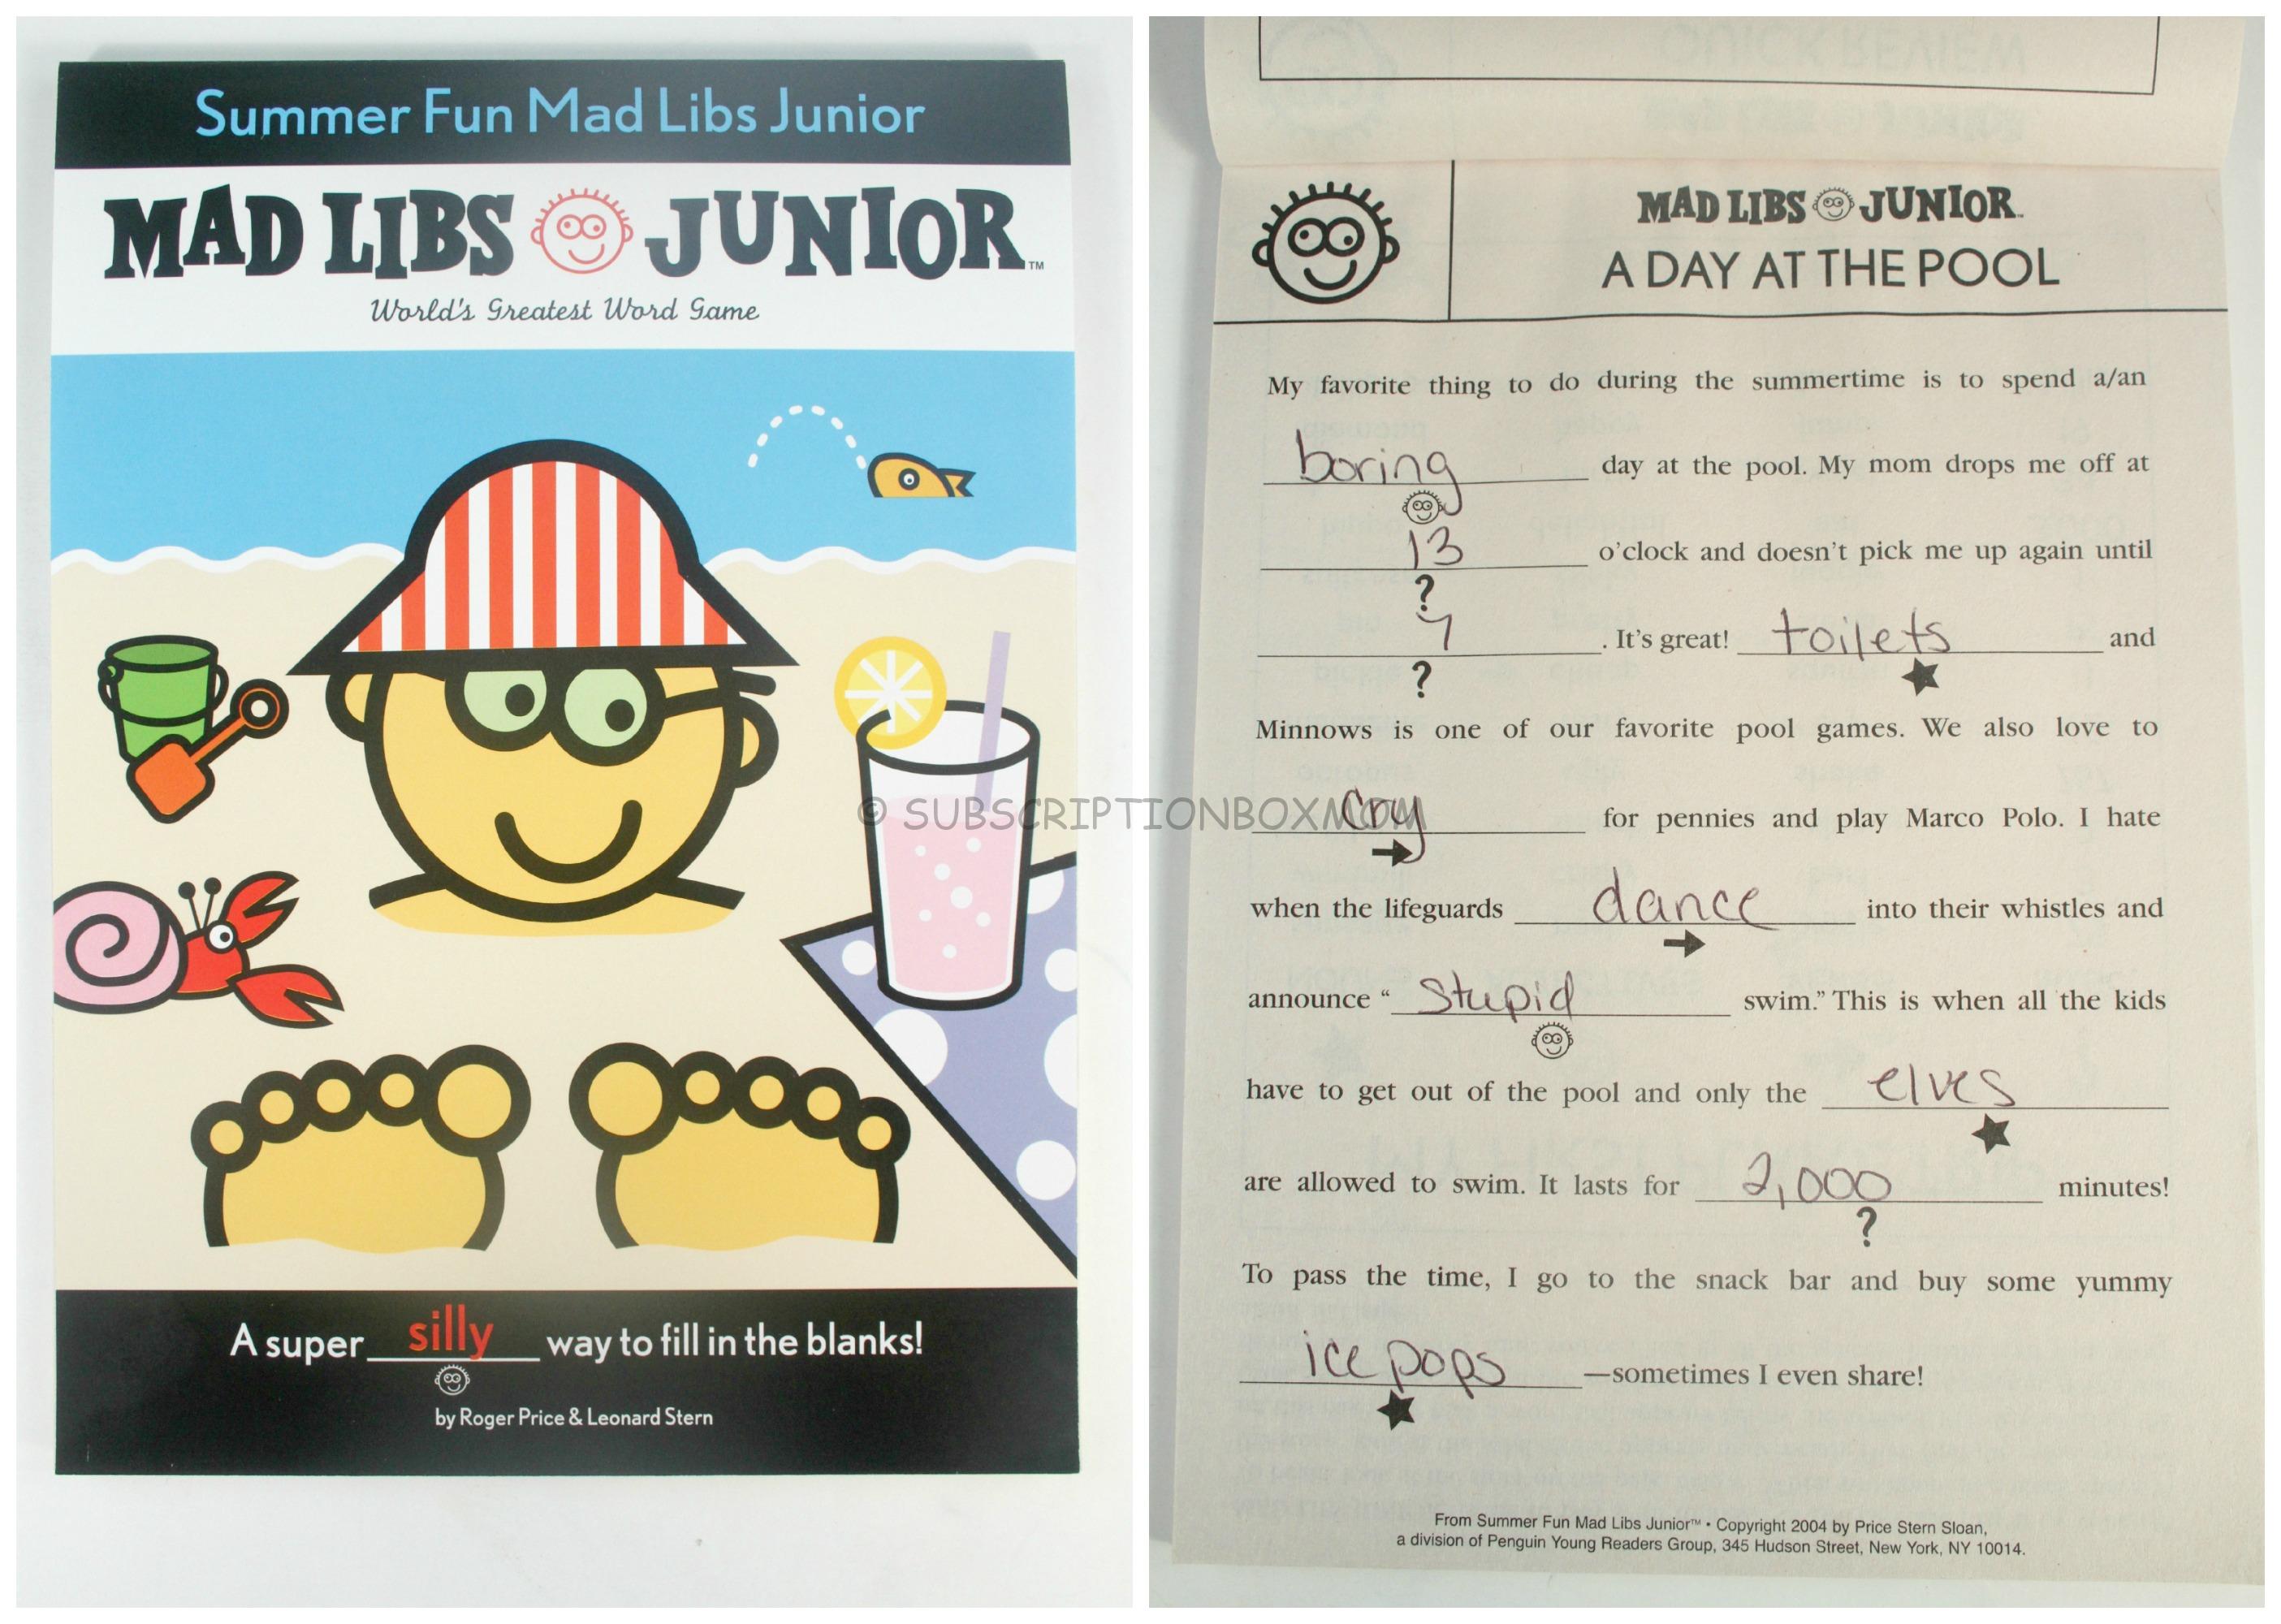 Summer Fun Mad Libs Junior
MAD LIBS JUNIOR™
World's Greatest Word Game
A super silly way to fill in the blanks!
by Roger Price & Leonard Stern
© SUBSCRIPTIONBOXMOM
MAD LIBS JUNIOR™
A DAY AT THE POOL
My favorite thing to do during the summertime is to spend a/an
boring day at the pool. My mom drops me off at
13 o'clock and doesn't pick me up again until
?
7 . It's great! toilets and
?
Minnows is one of our favorite pool games. We also love to
cry for pennies and play Marco Polo. I hate
when the lifeguards dance into their whistles and
announce “ Stupid swim.” This is when all the kids
have to get out of the pool and only the elves
are allowed to swim. It lasts for 2,000 minutes!
?
To pass the time, I go to the snack bar and buy some yummy
ice pops —sometimes I even share!
From Summer Fun Mad Libs Junior™ • Copyright 2004 by Price Stern Sloan,
a division of Penguin Young Readers Group, 345 Hudson Street, New York, NY 10014.